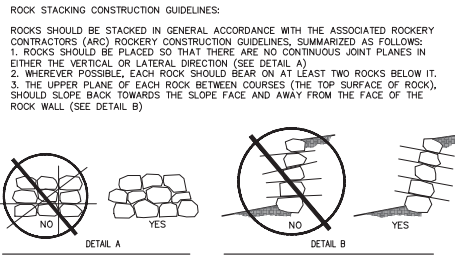 ROCK STACKING CONSTRUCTION GUIDELINES:
ROCKS SHOULD BE STACKED IN GENERAL ACCORDANCE WITH THE ASSOCIATED ROCKERY
CONTRACTORS (ARC) ROCKERY CONSTRUCTION GUIDELINES, SUMMARIZED AS FOLLOWS:
1. ROCKS SHOULD BE PLACED SO THAT THERE ARE NO CONTINUOUS JOINT PLANES IN
EITHER THE VERTICAL OR LATERAL DIRECTION (SEE DETAIL A)
2. WHEREVER POSSIBLE, EACH ROCK SHOULD BEAR ON AT LEAST TWO ROCKS BELOW IT.
3. THE UPPER PLANE OF EACH ROCK BETWEEN COURSES (THE TOP SURFACE OF ROCK),
SHOULD SLOPE BACK TOWARDS THE SLOPE FACE AND AWAY FROM THE FACE OF THE
ROCK WALL (SEE DETAIL B)
NO YES NO YES
DETAIL A DETAIL B